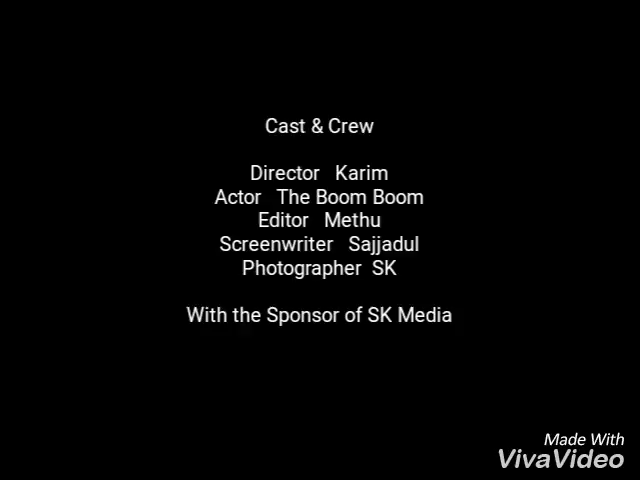 Cast & Crew
Director Karim
Actor The Boom Boom
Editor Methu
Screenwriter Sajjadul
Photographer SK
With the Sponsor of SK Media
Made With
VivaVideo